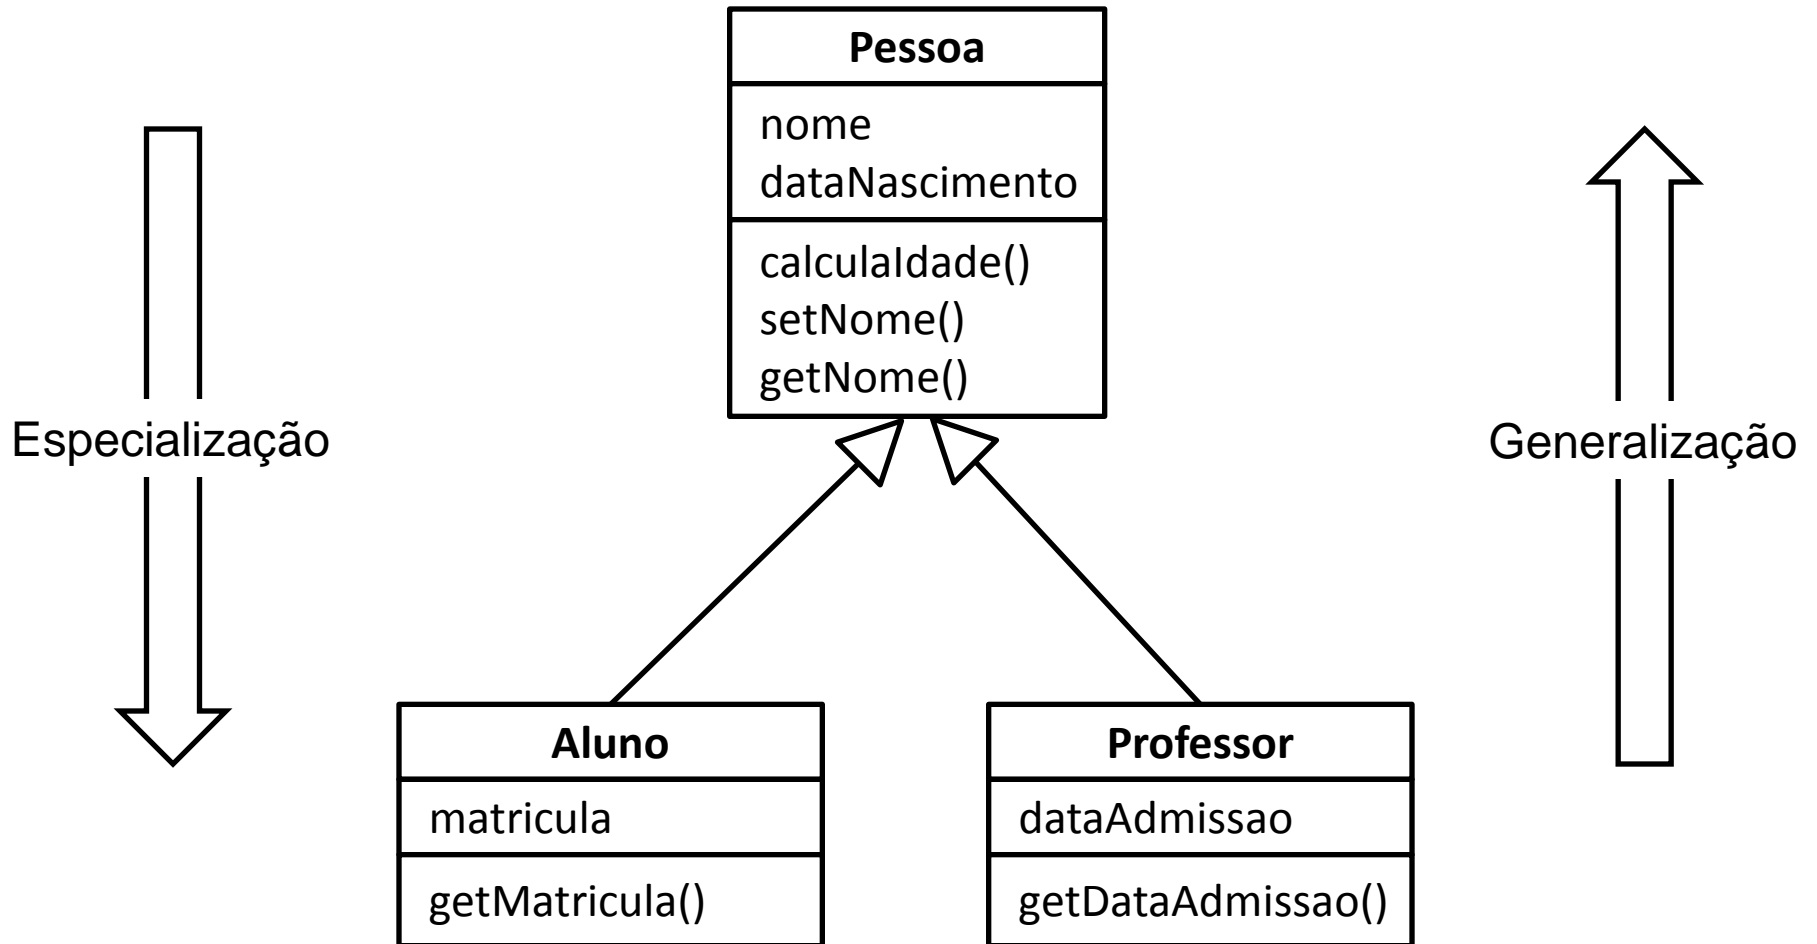 Pessoa
nome
dataNascimento
calculaIdade()
setNome()
getNome()
Especialização
Generalização
Aluno
matricula
getMatricula()
Professor
dataAdmissao
getDataAdmissao()